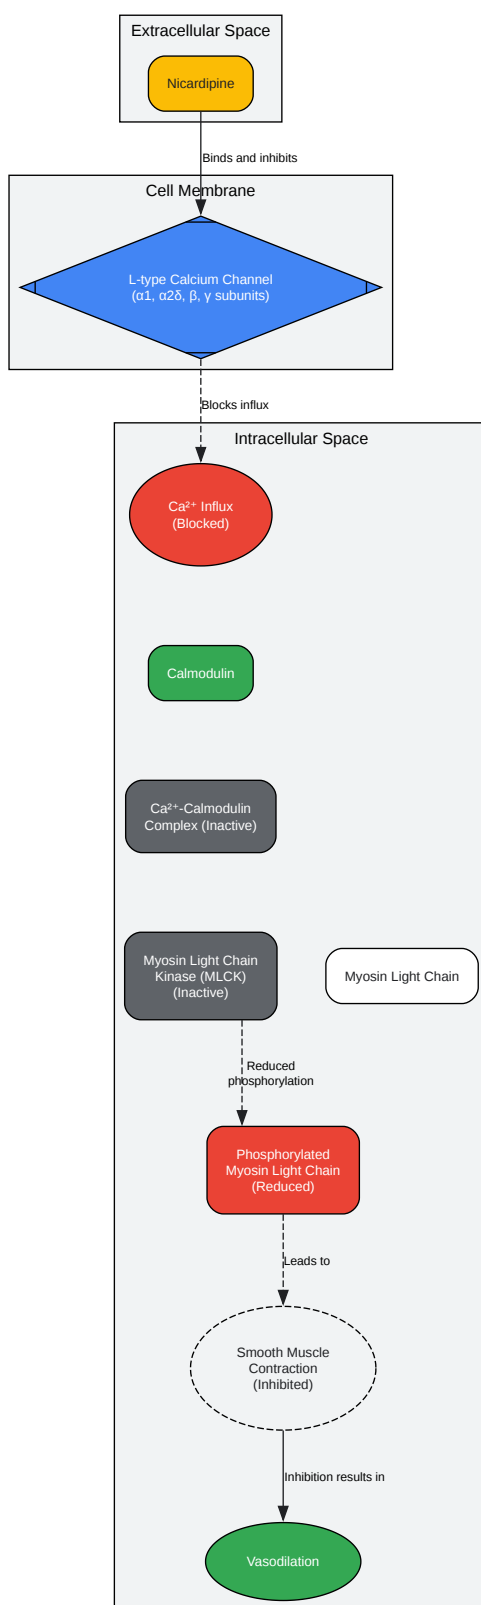 Extracellular Space
Nicardipine
Binds and inhibits
Cell Membrane
L-type Calcium Channel
(α1, α2δ, β, γ subunits)
Blocks influx
Intracellular Space
Ca²⁺ Influx
(Blocked)
Calmodulin
Ca²⁺-Calmodulin
Complex (Inactive)
Myosin Light Chain
Kinase (MLCK)
(Inactive)
Myosin Light Chain
Reduced
phosphorylation
Phosphorylated
Myosin Light Chain
(Reduced)
Leads to
Smooth Muscle
Contraction
(Inhibited)
Inhibition results in
Vasodilation